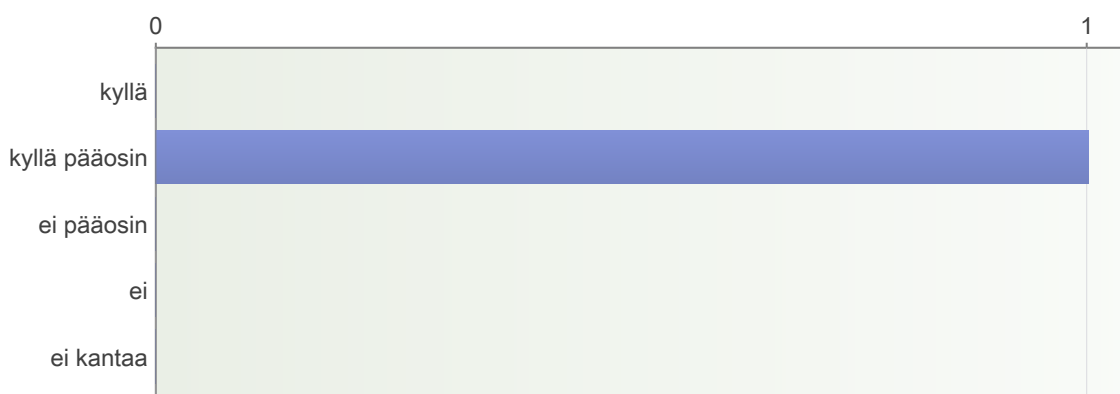 0 1
kyllä
kyllä pääosin
ei pääosin
ei
ei kantaa